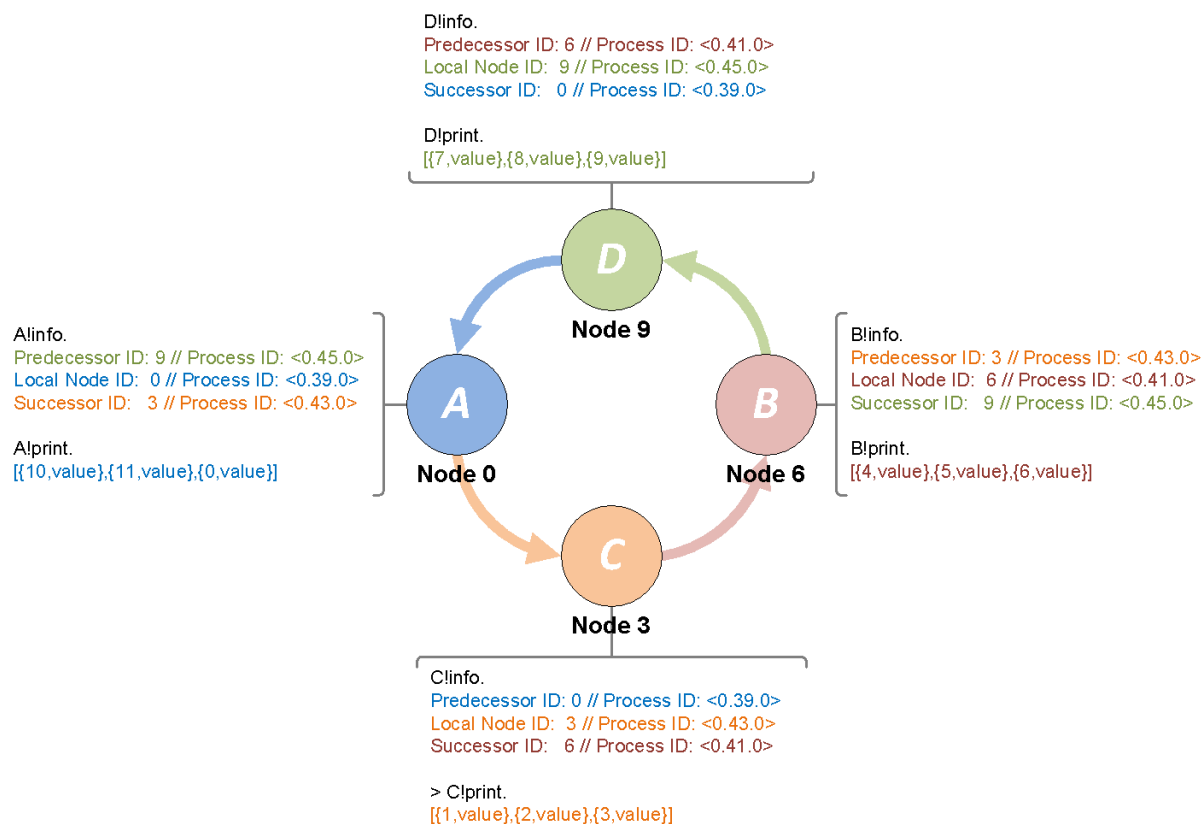 D!info.
Predecessor ID: 6 // Process ID: <0.41.0>
Local Node ID:  9 // Process ID: <0.45.0>
Successor ID:   0 // Process ID: <0.39.0>
D!print.
[{7,value},{8,value},{9,value}]
D
Node 9
A!info.
Predecessor ID: 9 // Process ID: <0.45.0>
Local Node ID:  0 // Process ID: <0.39.0>
Successor ID:   3 // Process ID: <0.43.0>
A!print.
[{10,value},{11,value},{0,value}]
A
Node 0
B
Node 6
B!info.
Predecessor ID: 3 // Process ID: <0.43.0>
Local Node ID:  6 // Process ID: <0.41.0>
Successor ID:   9 // Process ID: <0.45.0>
B!print.
[{4,value},{5,value},{6,value}]
C
Node 3
C!info.
Predecessor ID: 0 // Process ID: <0.39.0>
Local Node ID:  3 // Process ID: <0.43.0>
Successor ID:   6 // Process ID: <0.41.0>
> C!print.
[{1,value},{2,value},{3,value}]